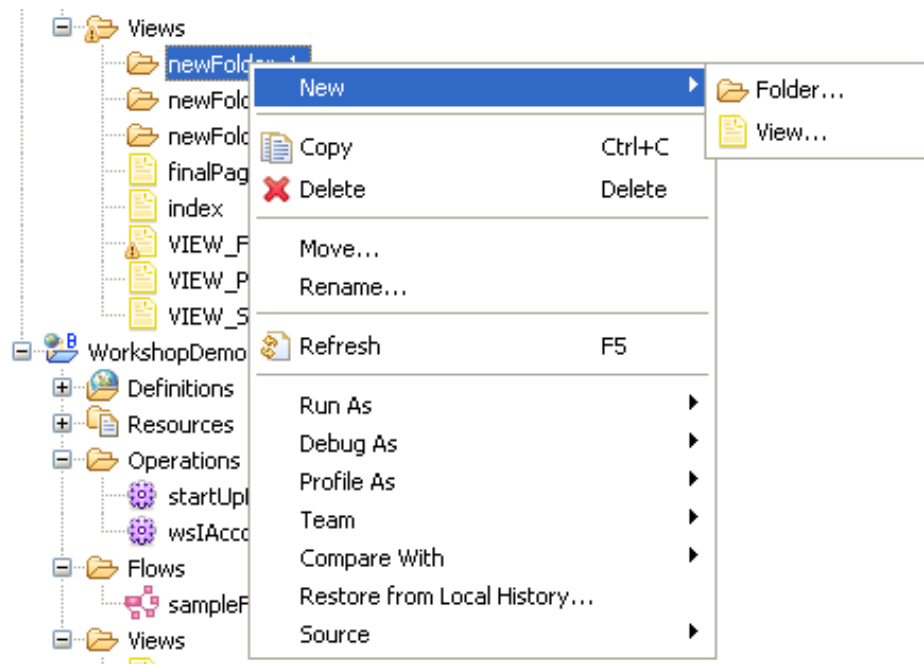 Views
newFolder_1
New
Folder...
newFold
View...
newFold
Copy Ctrl+C
finalPag
Delete Delete
index
VIEW_F
Move...
VIEW_P
Rename...
VIEW_S
WorkshopDemo
Refresh F5
Definitions
Run As
Resources
Debug As
Operations
Profile As
startUp
Team
wsIAcco
Compare With
Flows
Restore from Local History...
sampleF
Source
Views